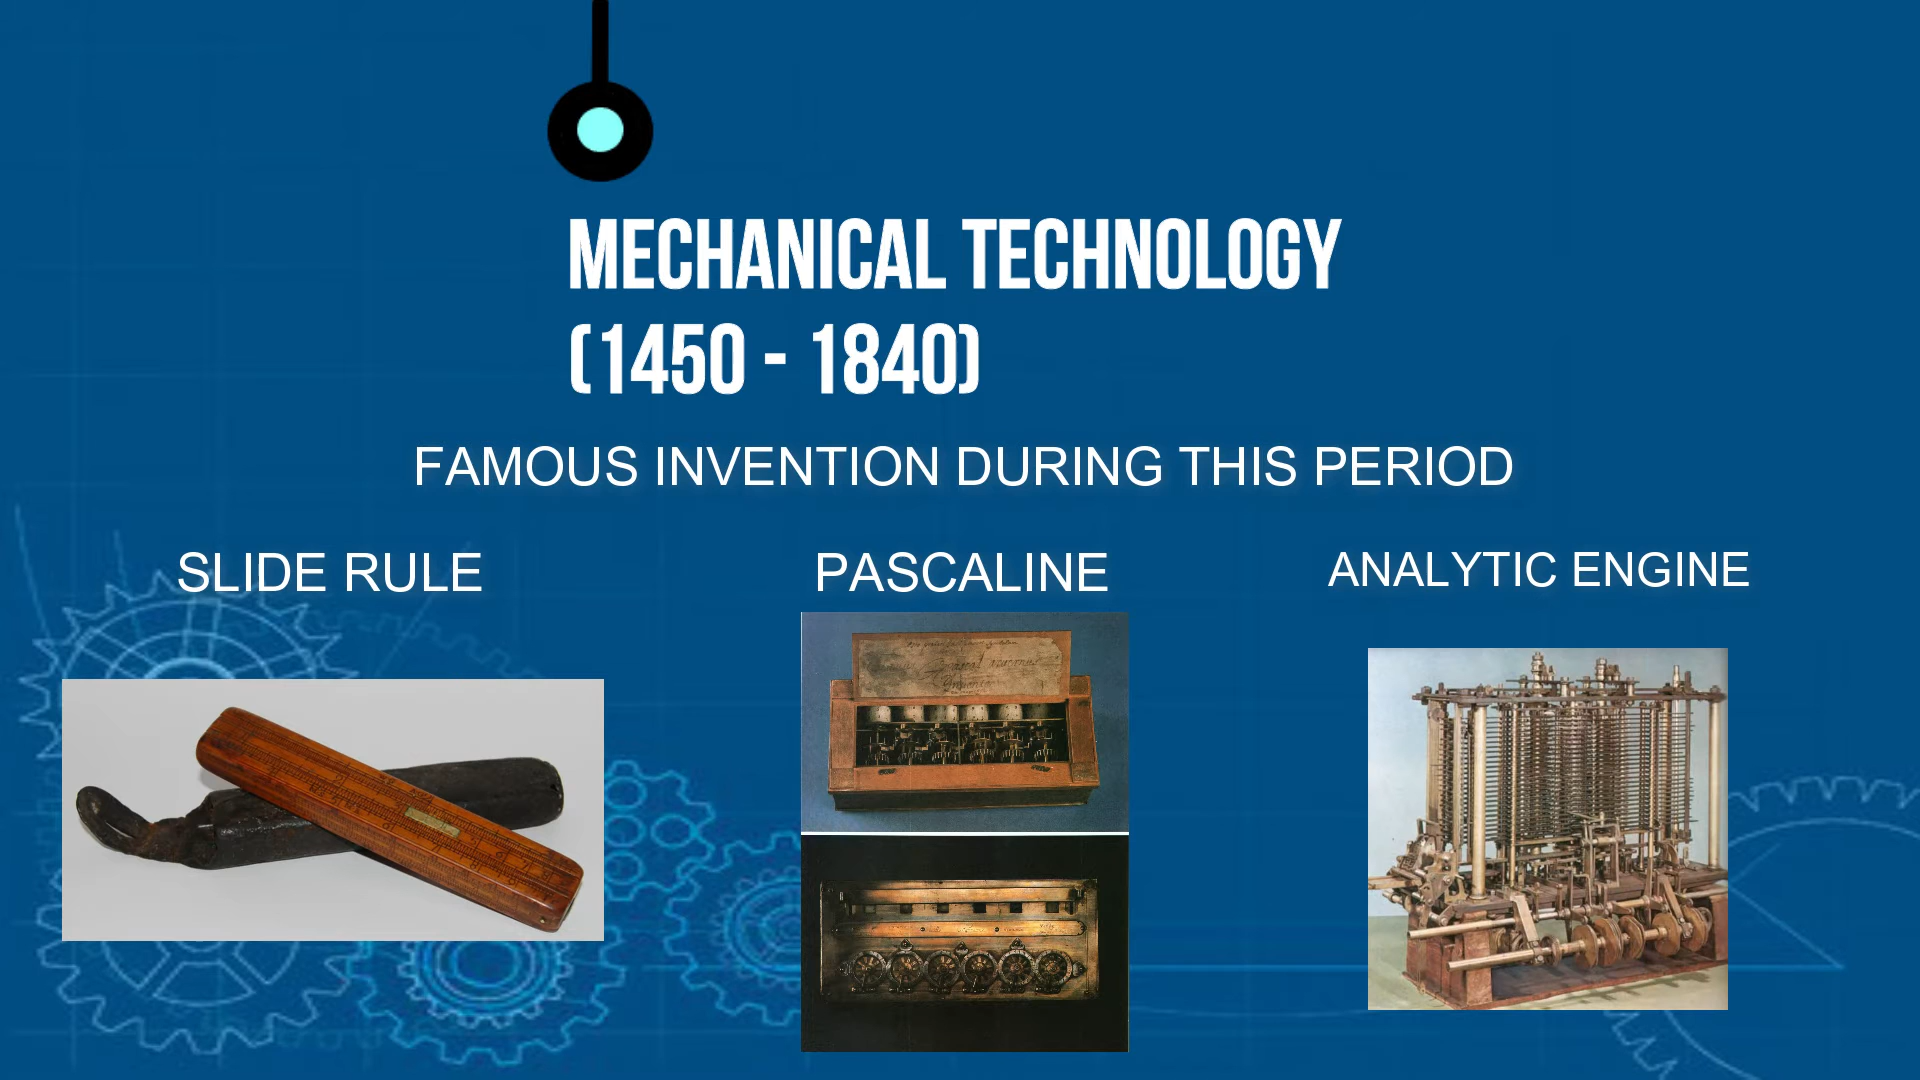 MECHANICAL TECHNOLOGY
(1450 - 1840)
FAMOUS INVENTION DURING THIS PERIOD
SLIDE RULE
PASCALINE
ANALYTIC ENGINE